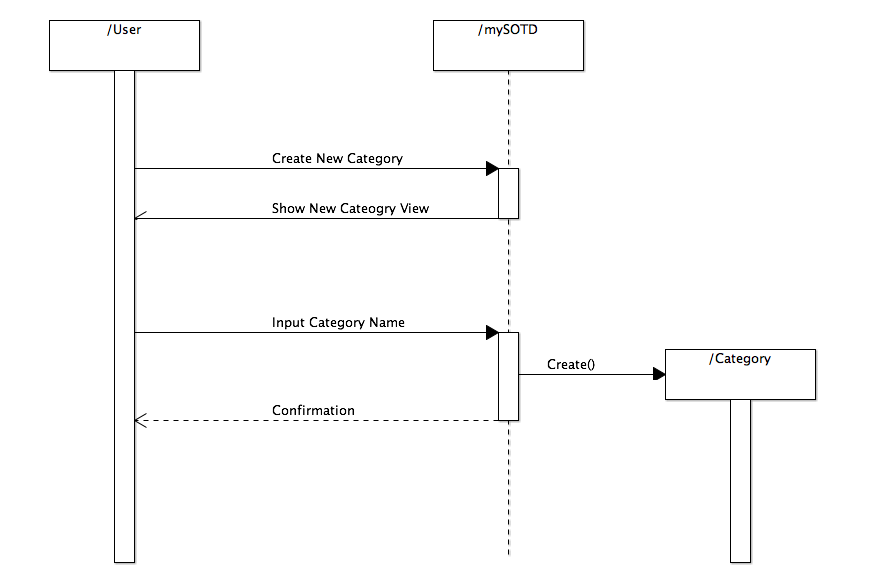 /User
/mySOTD
Create New Category
Show New Cateogry View
Input Category Name
/Category
Create()
Confirmation